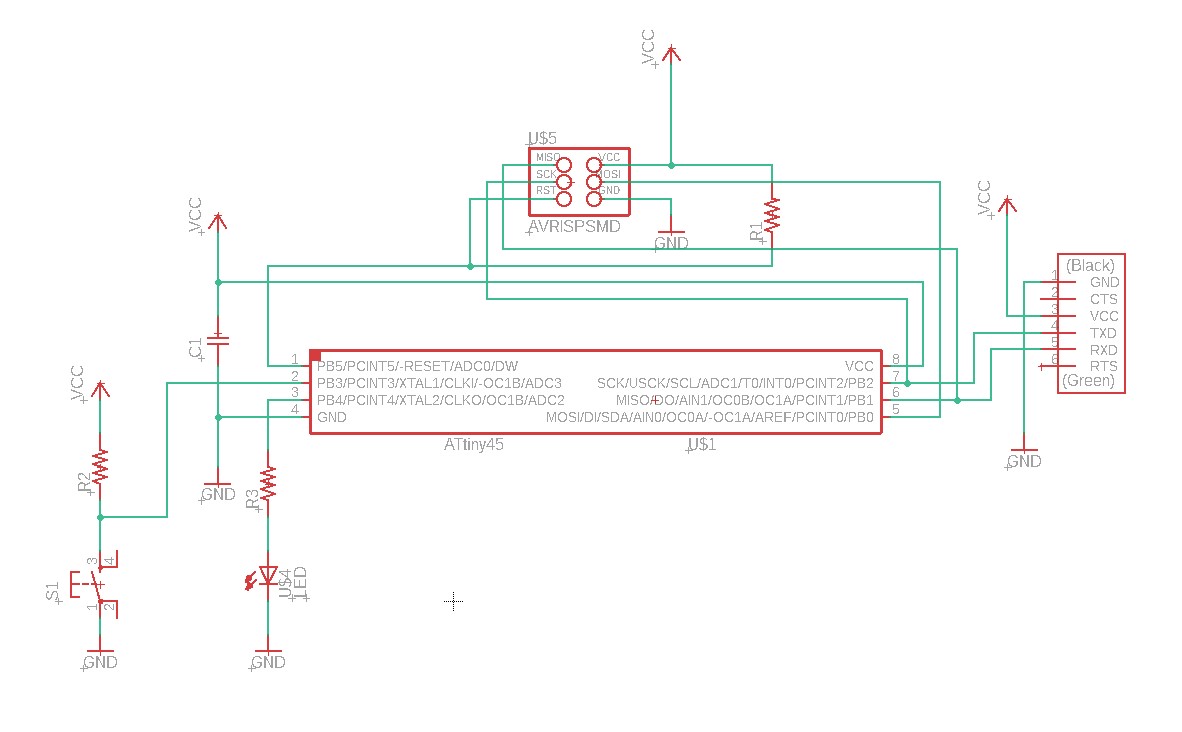 VCC
U$5
MISO
VCC
SCK
MOSI
RST
GND
AVRISPSMD
GND
R1
VCC
VCC
(Black)
1
GND
2
CTS
3
VCC
4
TXD
5
RXD
6
RTS
(Green)
GND
C1
GND
1
PB5/PCINT5/-RESET/ADC0/DW
VCC
8
2
PB3/PCINT3/XTAL1/CLKI/-OC1B/ADC3
SCK/USCK/SCL/ADC1/T0/INT0/PCINT2/PB2
7
3
PB4/PCINT4/XTAL2/CLKO/OC1B/ADC2
MISO/DO/AIN1/OC0B/OC1A/PCINT1/PB1
6
4
GND
MOSI/DI/SDA/AIN0/OC0A/-OC1A/AREF/PCINT0/PB0
5
ATtiny45
U$1
VCC
R2
R3
S1
3
4
1
2
GND
U$4
LED
GND